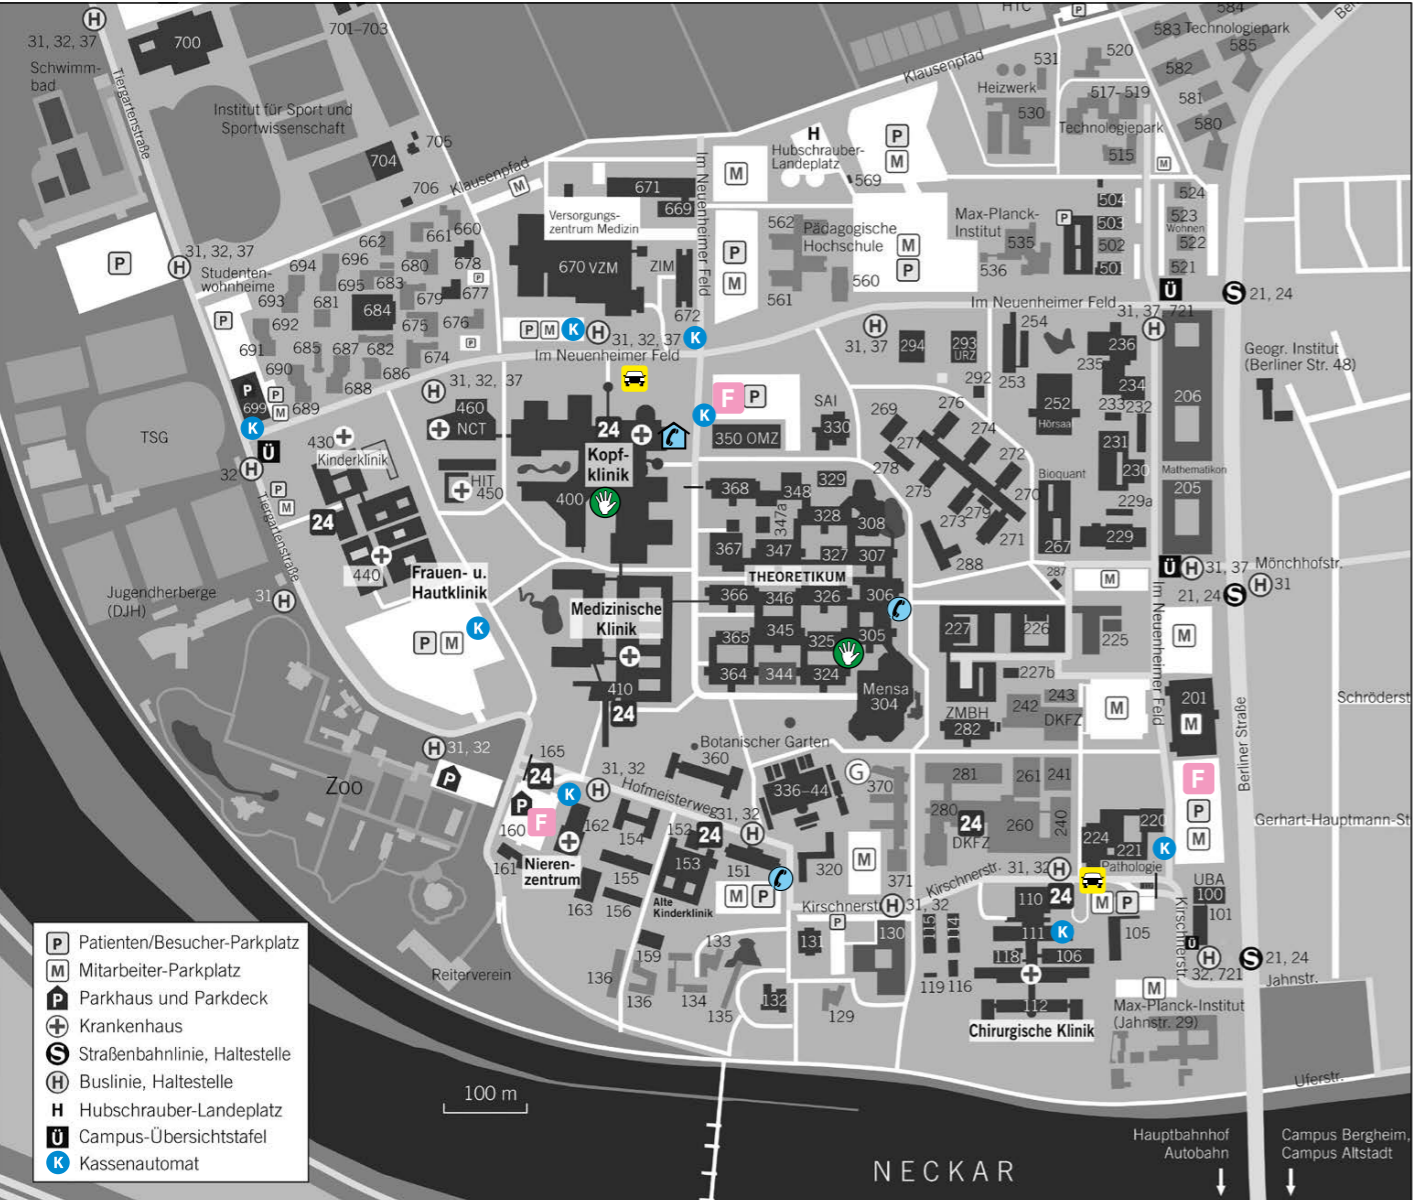 31, 32, 37
Schwimm-
bad
700
701–703
Tiergartenstraße
Institut für Sport und
Sportwissenschaft
704
705
706
Klausenpfad
M
HTC
P
Klausenpfad
531
520
Heizwerk
530
517–519
Technologiepark
515
M
583
584
Technologiepark
585
582
581
580
H
Hubschrauber-
Landeplatz
569
P
M
M
671
669
Versorgungs-
zentrum Medizin
670 VZM
ZIM
672
Im Neuenheimer Feld
P
M
562
Pädagogische
Hochschule
561
560
M
P
Max-Planck-
Institut
535
536
P
504
503
502
501
524
523
Wohnen
522
521
Ü
S
21, 24
P
H
31, 32, 37
Studenten-
wohnheime
P
662
661
660
696
694
680
678
P
695
683
693
681
684
679
677
692
675
676
P
691
685
687
682
674
690
686
688
P
699
P
M
689
K
Ü
P
M
K
H
31, 32, 37
K
Im Neuenheimer Feld
H
31, 32, 37
460
NCT
HIT
450
24
Kopf-
klinik
400
F
P
K
350 OMZ
SAI
330
H
31, 37
Im Neuenheimer Feld
294
293
URZ
292
254
253
252
Hörsaal
31, 37, 721
H
236
235
234
233
232
231
230
229a
229
206
Mathematikon
205
Geogr. Institut
(Berliner Str. 48)
269
276
277
274
278
272
275
270
273
279
271
288
Bioquant
267
287
Ü
H
31, 37
Mönchhofstr.
21, 24
S
H
31
TSG
430
Kinderklinik
32
H
P
M
Tiergartenstraße
24
440
Frauen- u.
Hautklinik
Jugendherberge
(DJH)
31
H
P
M
K
Medizinische
Klinik
410
24
368
348
329
347a
328
308
367
347
327
307
THEORETIKUM
366
346
326
306
365
345
325
305
364
344
324
Mensa
304
227
226
225
M
M
Im Neuenheimer Feld
227b
243
242
DKFZ
ZMBH
282
M
201
M
Berliner Straße
Schröderst
Zoo
H
31, 32
P
165
24
P
160
F
K
31, 32
H
Hofmeisterweg
162
Nieren-
zentrum
161
163
154
155
156
Botanischer Garten
360
336–44
G
370
152
24
31, 32
H
153
151
Alte
Kinderklinik
M
P
320
M
371
281
261
241
280
24
DKFZ
260
240
224
220
221
Pathologie
K
F
P
M
Gerhart-Hauptmann-St
Kirschnerstr.
31, 32
H
Kirschnerstr.
H
31, 32
P
110
24
111
K
M
P
105
UBA
100
101
Kirschnerstr.
Ü
H
32, 721
S
21, 24
Jahnstr.
159
133
136
136
134
135
132
131
130
129
115
114
119
116
118
106
112
Chirurgische Klinik
M
Max-Planck-Institut
(Jahnstr. 29)
Reiterverein
Uferstr.
P
Patienten/Besucher-Parkplatz
M
Mitarbeiter-Parkplatz
P
Parkhaus und Parkdeck
Krankenhaus
S
Straßenbahnlinie, Haltestelle
H
Buslinie, Haltestelle
H
Hubschrauber-Landeplatz
Ü
Campus-Übersichtstafel
K
Kassenautomat
100 m
NECKAR
Hauptbahnhof
Autobahn
Campus Bergheim,
Campus Altstadt